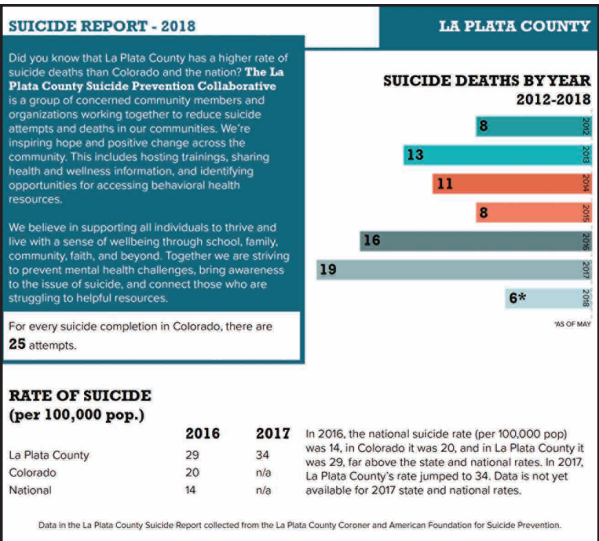 SUICIDE REPORT - 2018
LA PLATA COUNTY
Did you know that La Plata County has a higher rate of
suicide deaths than Colorado and the nation? The La
Plata County Suicide Prevention Collaborative
is a group of concerned community members and
organizations working together to reduce suicide
attempts and deaths in our communities. We're
inspiring hope and positive change across the
community. This includes hosting trainings, sharing
health and wellness information, and identifying
opportunities for accessing behavioral health
resources.
We believe in supporting all individuals to thrive and
live with a sense of wellbeing through school, family,
community, faith, and beyond. Together we are striving
to prevent mental health challenges, bring awareness
to the issue of suicide, and connect those who are
struggling to helpful resources.
For every suicide completion in Colorado, there are
25 attempts.
SUICIDE DEATHS BY YEAR
2012-2018
8 2012
13 2013
11 2014
8 2015
16 2016
19 2017
6* 2018
*AS OF MAY
RATE OF SUICIDE
(per 100,000 pop.)
2016 2017
La Plata County 29 34
Colorado 20 n/a
National 14 n/a
In 2016, the national suicide rate (per 100,000 pop)
was 14, in Colorado it was 20, and in La Plata County it
was 29, far above the state and national rates. In 2017,
La Plata County's rate jumped to 34. Data is not yet
available for 2017 state and national rates.
Data in the La Plata County Suicide Report collected from the La Plata County Coroner and American Foundation for Suicide Prevention.